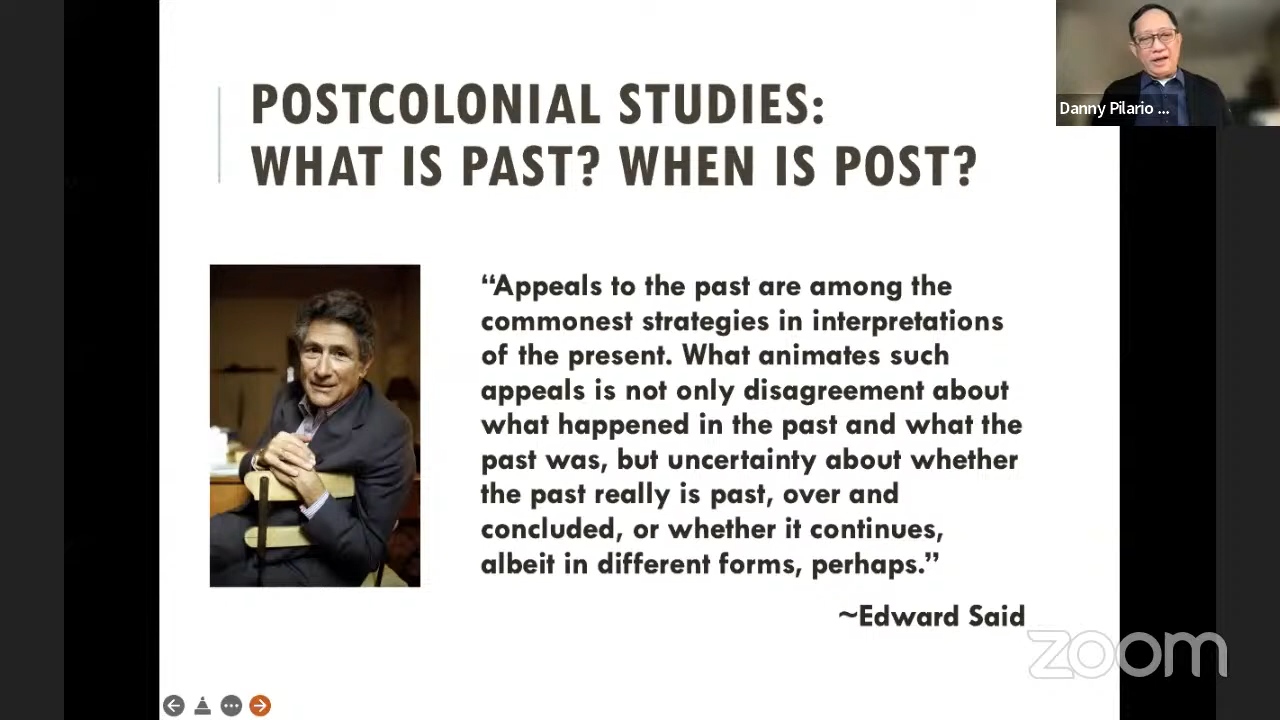 POSTCOLONIAL STUDIES:
WHAT IS PAST? WHEN IS POST?
Danny Pilario ...
“Appeals to the past are among the
commonest strategies in interpretations
of the present. What animates such
appeals is not only disagreement about
what happened in the past and what the
past was, but uncertainty about whether
the past really is past, over and
concluded, or whether it continues,
albeit in different forms, perhaps.”
~Edward Said
zoom